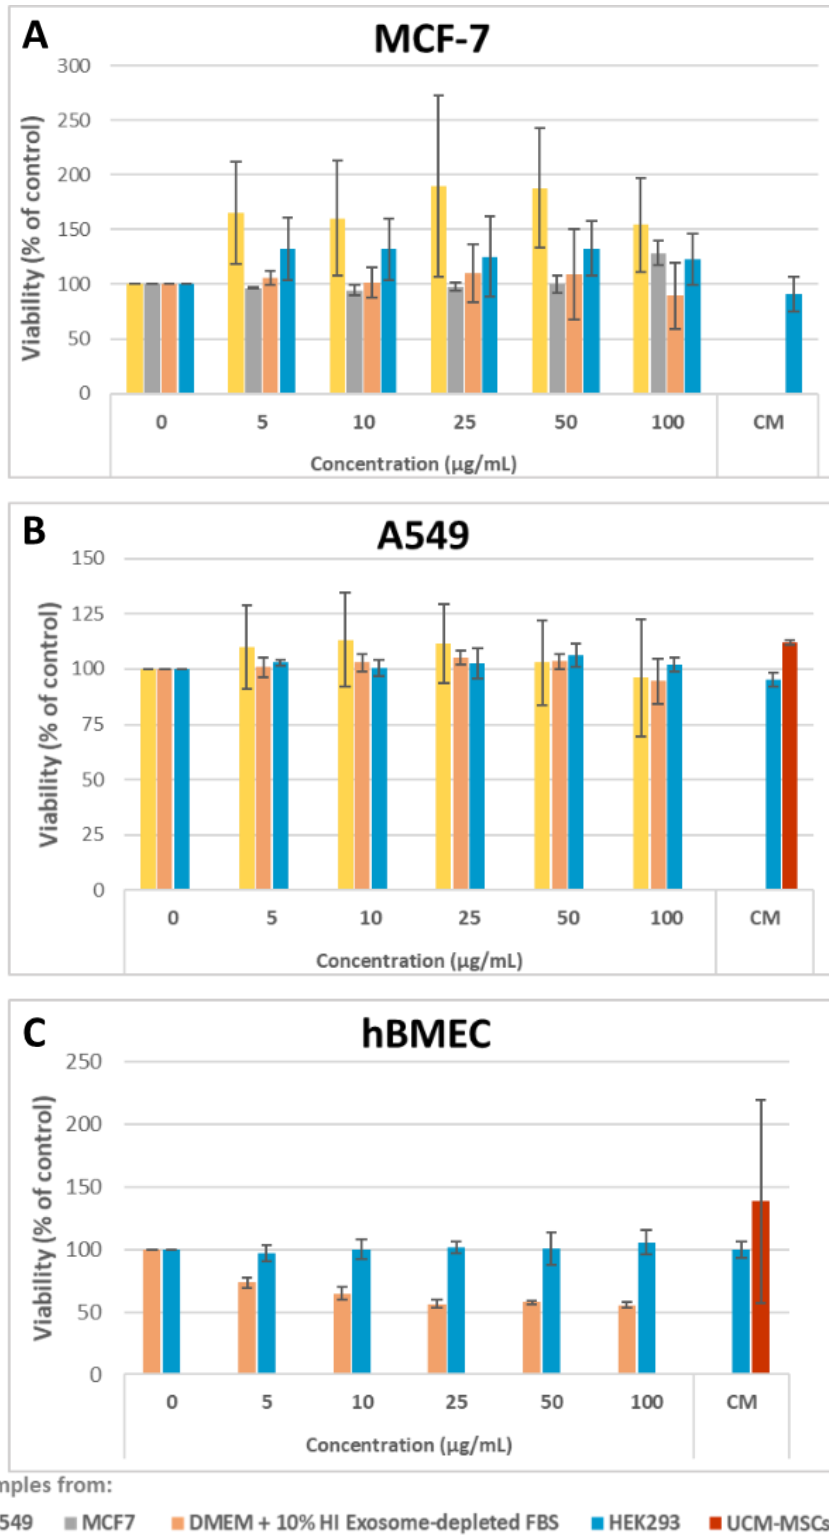 A
MCF-7
Viability (% of control)
300
250
200
150
100
50
0
0 5 10 25 50 100 CM
Concentration (μg/mL)
B
A549
Viability (% of control)
150
125
100
75
50
25
0
0 5 10 25 50 100 CM
Concentration (μg/mL)
C
hBMEC
Viability (% of control)
250
200
150
100
50
0
0 5 10 25 50 100 CM
Concentration (μg/mL)
mples from:
549 MCF7 DMEM + 10% HI Exosome-depleted FBS HEK293 UCM-MSCs